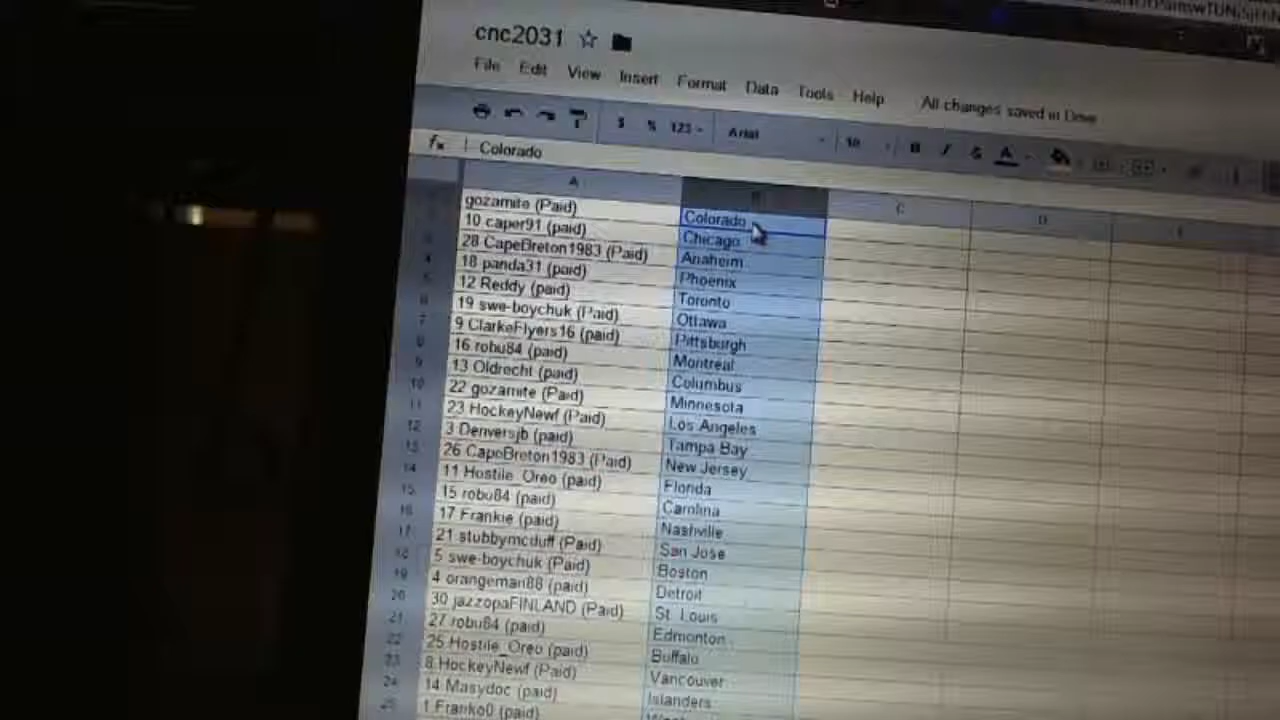 cnc2031
File Edit View Insert Format Data Tools Help All changes saved in Drive
$ % 123 Arial 10 B I S A
fx Colorado
A B C D E
gozamite (Paid) Colorado
10 caper91 (paid) Chicago
28 CapeBreton1983 (Paid) Anaheim
18 panda31 (paid) Phoenix
12 Reddy (paid) Toronto
19 swe-boychuk (Paid) Ottawa
9 ClarkeFlyers16 (paid) Pittsburgh
16 robu84 (paid) Montreal
13 Oldrecht (paid) Columbus
22 gozamite (Paid) Minnesota
23 HockeyNewf (Paid) Los Angeles
3 Denversjb (paid) Tampa Bay
26 CapeBreton1983 (Paid) New Jersey
11 Hostile_Oreo (paid) Florida
15 robu84 (paid) Carolina
17 Frankie (paid) Nashville
21 stubbymcduff (Paid) San Jose
5 swe-boychuk (Paid) Boston
4 orangeman88 (paid) Detroit
30 jazzopaFINLAND (Paid) St. Louis
27 robu84 (paid) Edmonton
25 Hostile_Oreo (paid) Buffalo
8 HockeyNewf (Paid) Vancouver
14 Masydoc (paid) Islanders
1 Franko0 (paid)